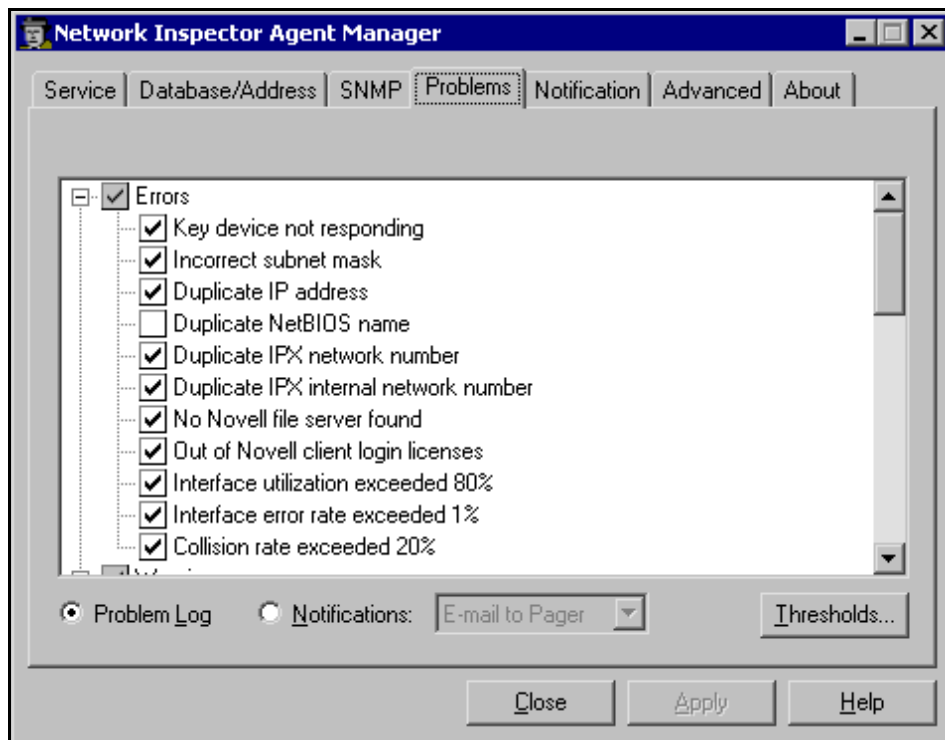 Network Inspector Agent Manager
Service Database/Address SNMP Problems Notification Advanced About
Errors
Key device not responding
Incorrect subnet mask
Duplicate IP address
Duplicate NetBIOS name
Duplicate IPX network number
Duplicate IPX internal network number
No Novell file server found
Out of Novell client login licenses
Interface utilization exceeded 80%
Interface error rate exceeded 1%
Collision rate exceeded 20%
Problem Log Notifications: E-mail to Pager Thresholds...
Close Apply Help